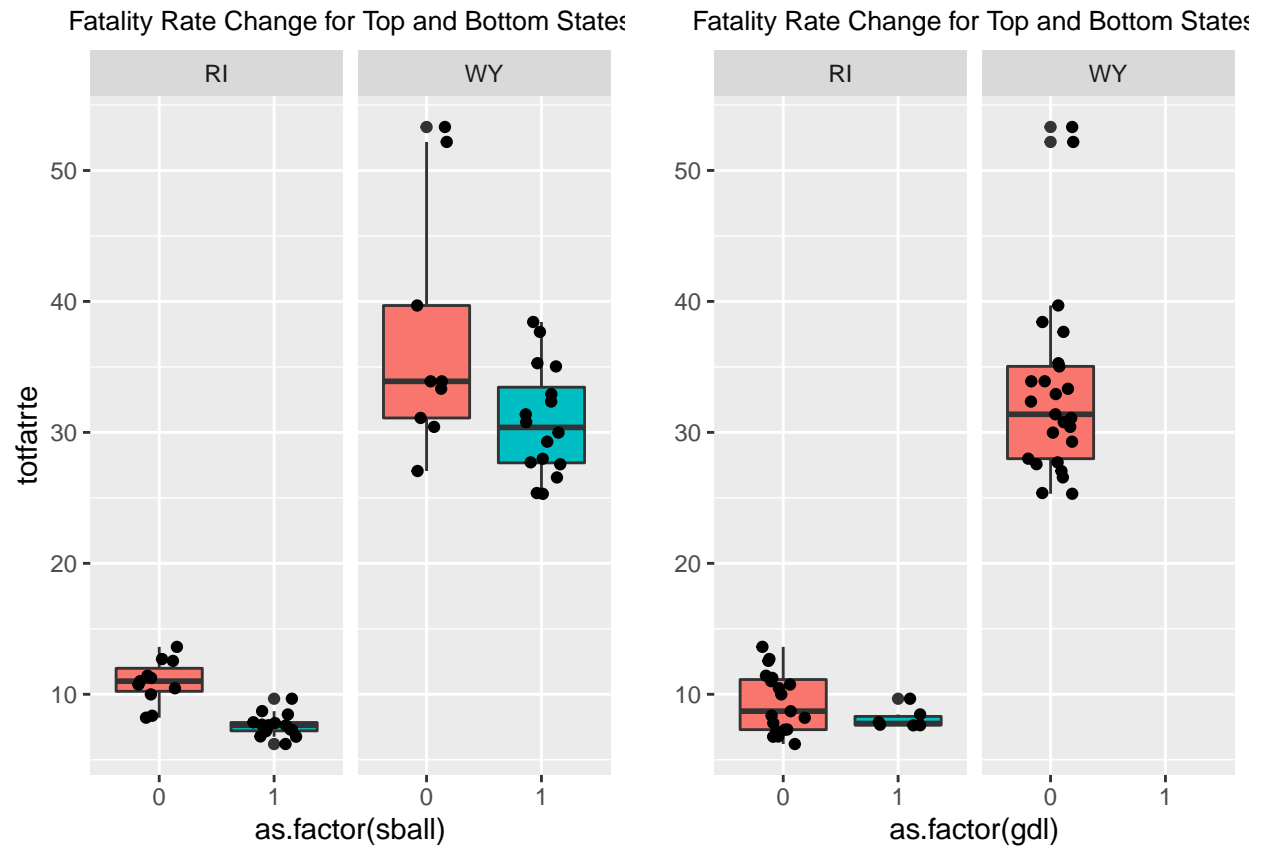 Fatality Rate Change for Top and Bottom States
RI WY
totfatrte
50
40
30
20
10
0 1 0 1
as.factor(sball)
Fatality Rate Change for Top and Bottom States
RI WY
50
40
30
20
10
0 1 0 1
as.factor(gdl)